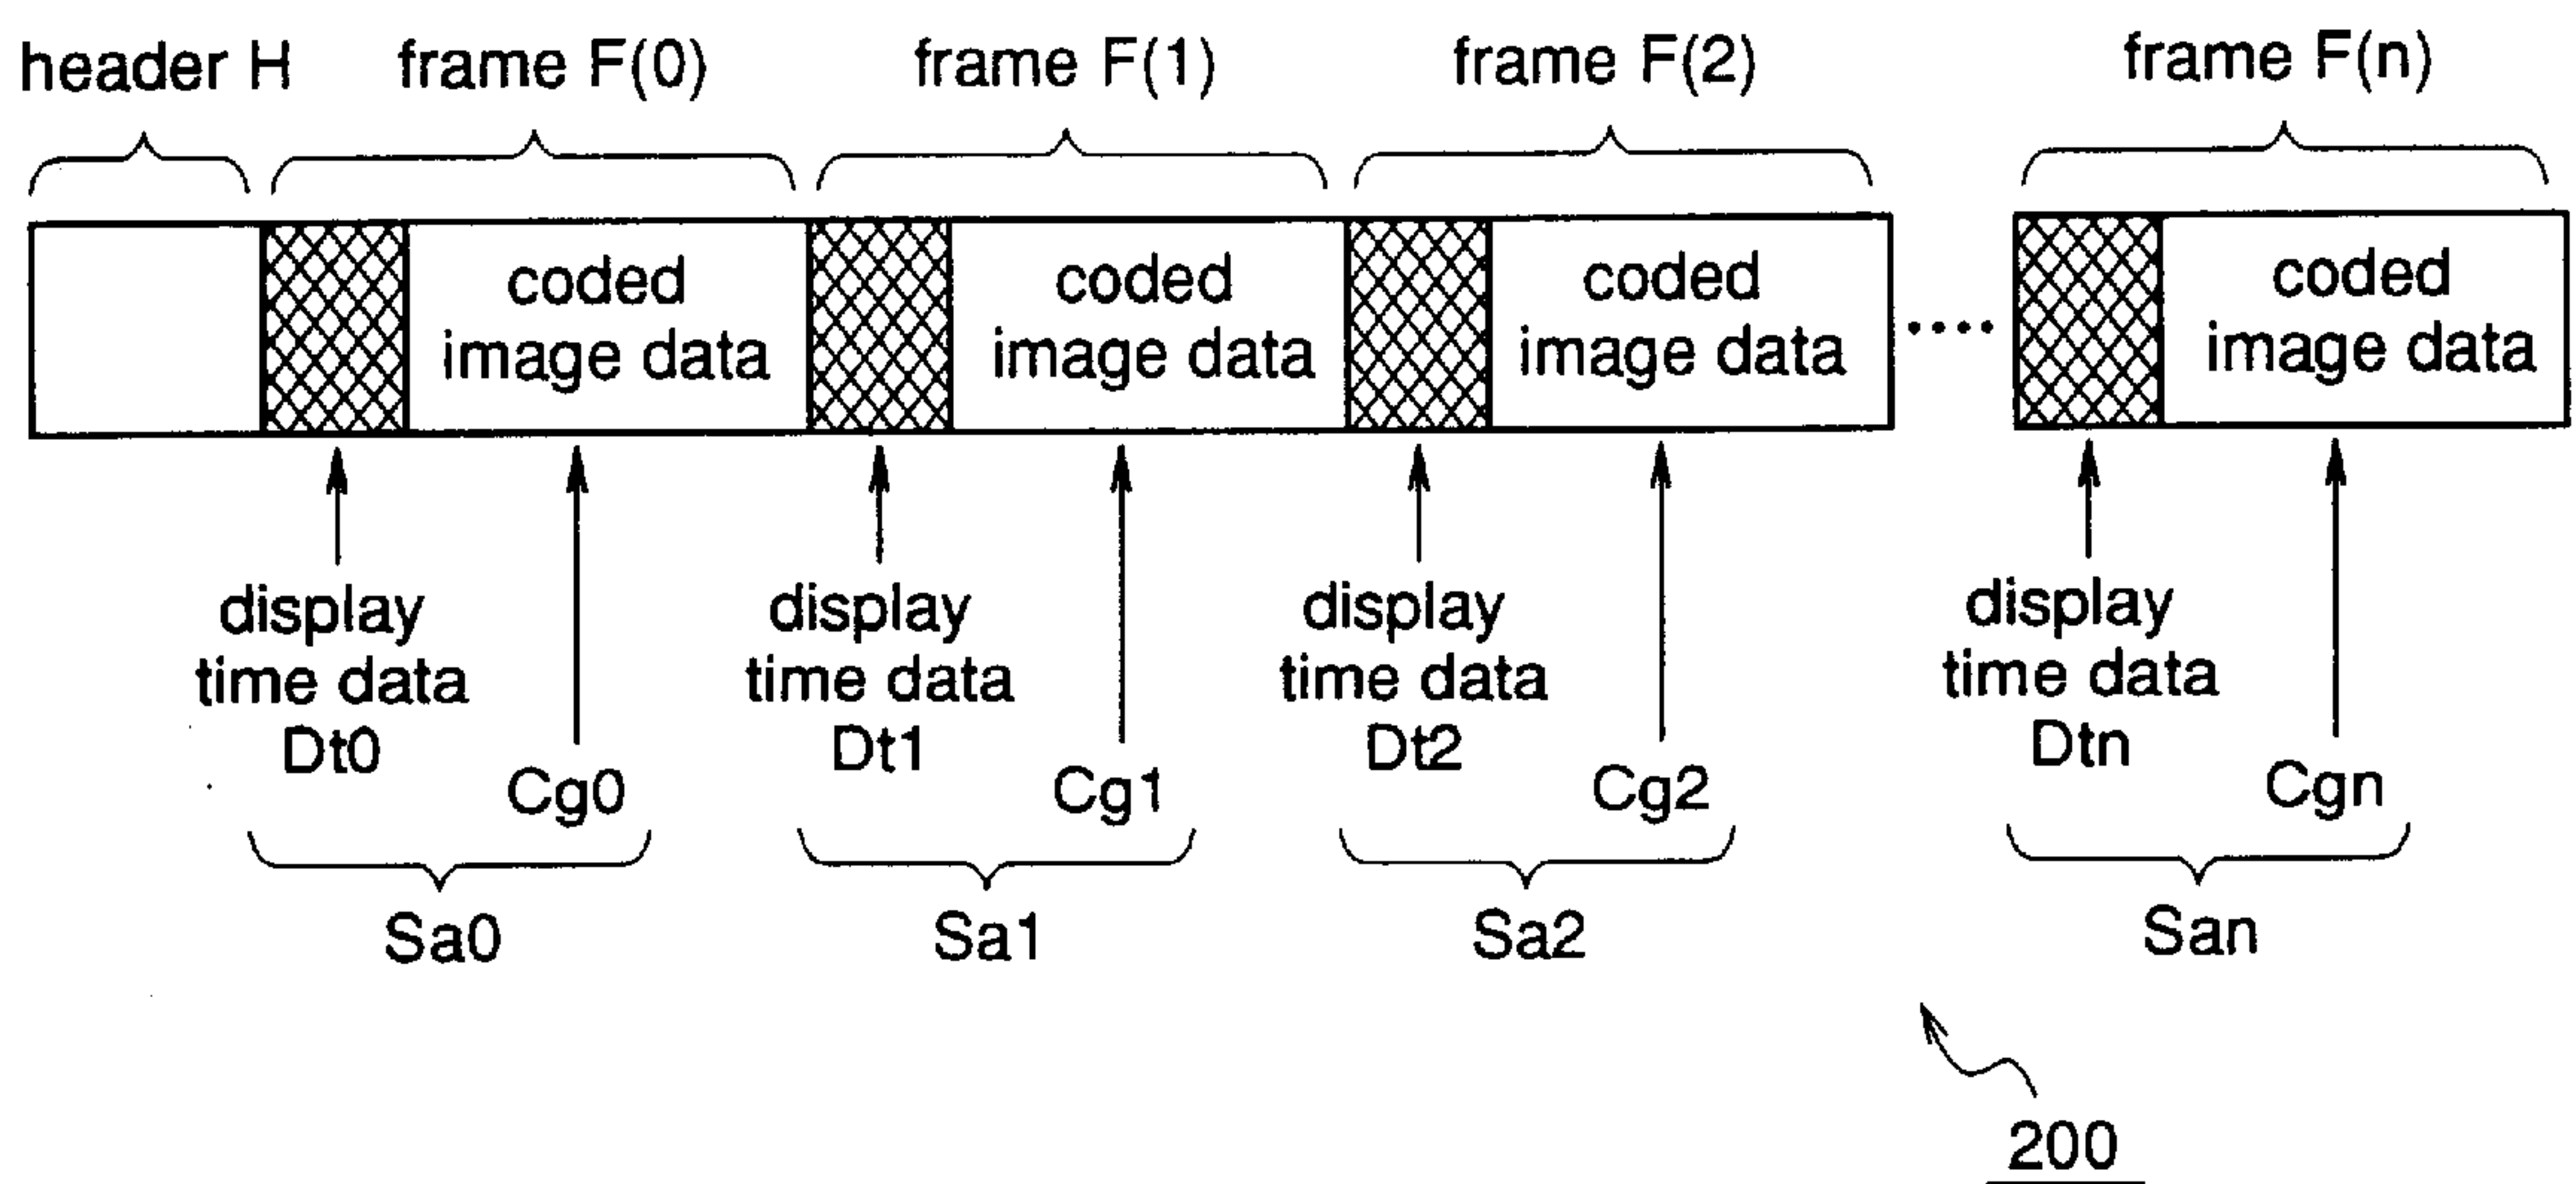 header H
frame F(0)
frame F(1)
frame F(2)
frame F(n)
coded
image data
coded
image data
coded
image data
coded
image data
display
time data
Dt0
Cg0
display
time data
Dt1
Cg1
display
time data
Dt2
Cg2
display
time data
Dtn
Cgn
Sa0
Sa1
Sa2
San
200